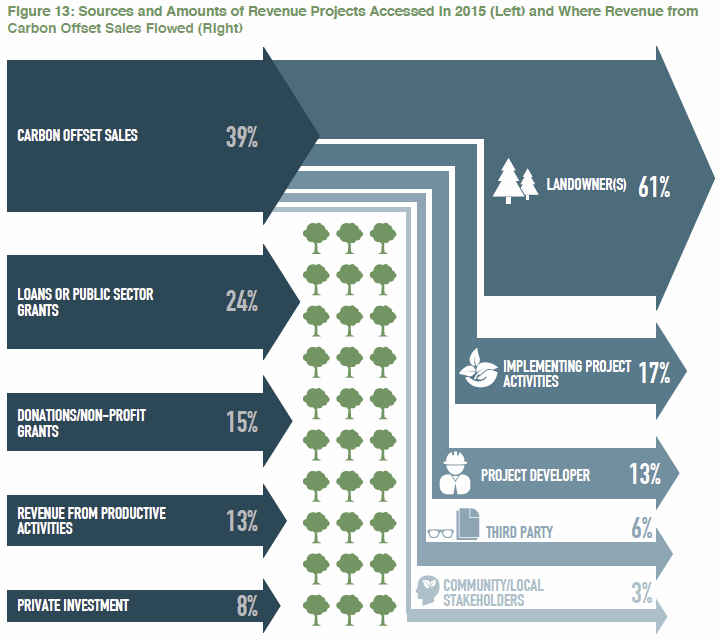 Figure 13: Sources and Amounts of Revenue Projects Accessed in 2015 (Left) and Where Revenue from
Carbon Offset Sales Flowed (Right)
CARBON OFFSET SALES 39%
LOANS OR PUBLIC SECTOR
GRANTS
24%
DONATIONS/NON-PROFIT
GRANTS
15%
REVENUE FROM PRODUCTIVE
ACTIVITIES
13%
PRIVATE INVESTMENT 8%
LANDOWNER(S) 61%
IMPLEMENTING PROJECT
ACTIVITIES
17%
PROJECT DEVELOPER 13%
THIRD PARTY 6%
COMMUNITY/LOCAL
STAKEHOLDERS
3%